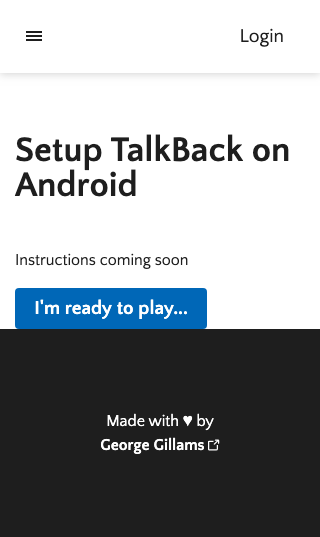 Login
Setup TalkBack on
Android
Instructions coming soon
I'm ready to play...
Made with ♥ by
George Gillams